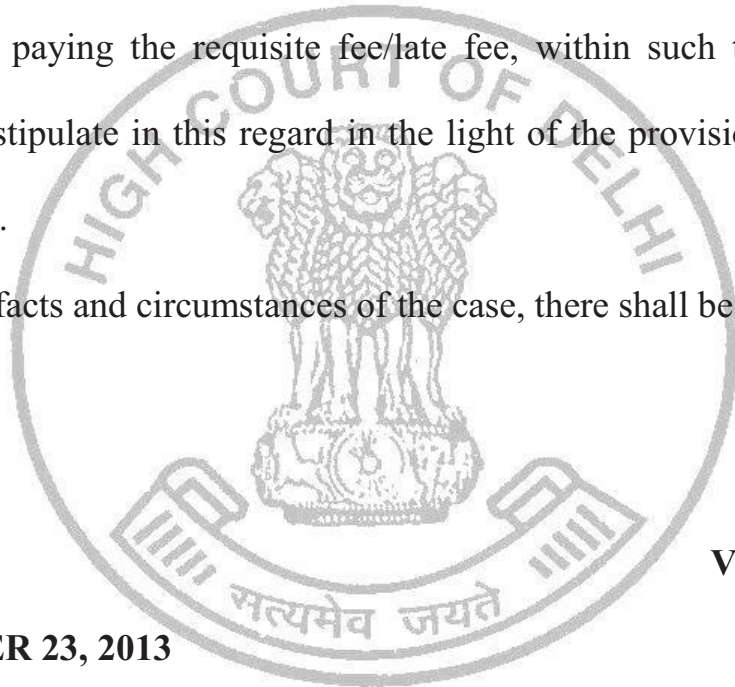 paying the requisite fee/late fee, within such
stipulate in this regard in the light of the
.
facts and circumstances of the case, there shall be
V
ER 23, 2013
HIGH COURT OF DELHI
सत्यमेव जयते